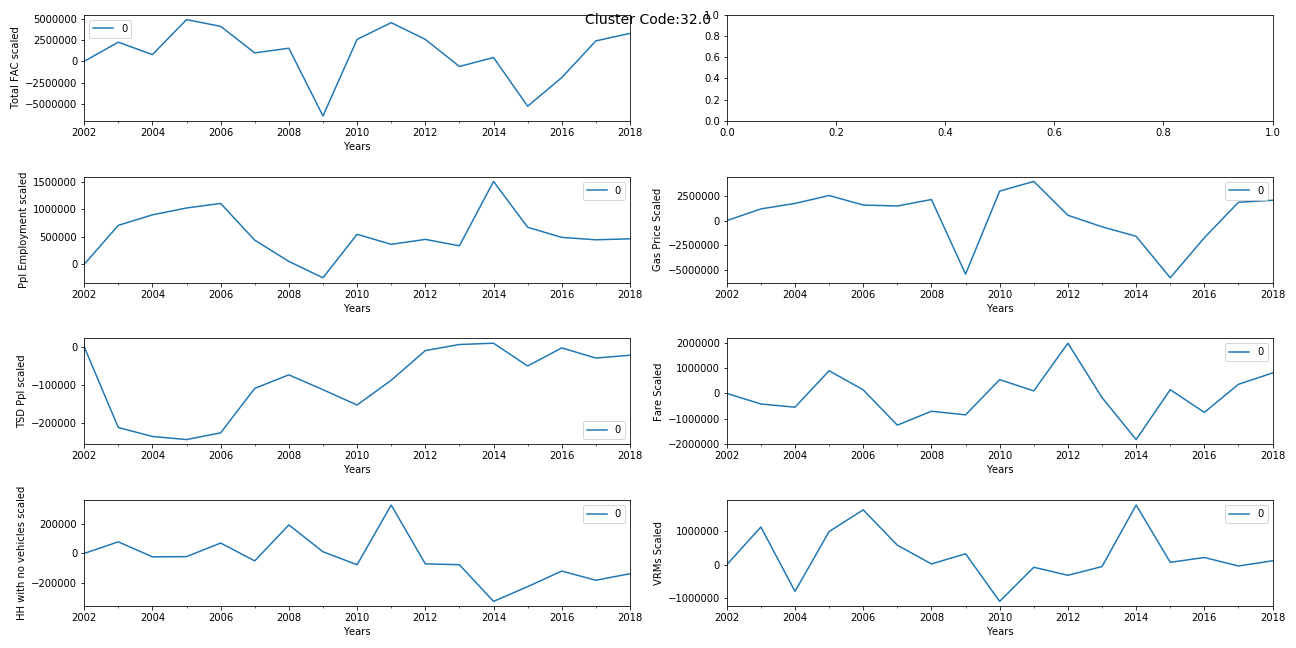 Cluster Code:32.0
Total FAC scaled
5000000
2500000
0
−2500000
−5000000
0
2002 2004 2006 2008 2010 2012 2014 2016 2018
Years
1.0
0.8
0.6
0.4
0.2
0.0
0.0 0.2 0.4 0.6 0.8 1.0
Ppl Employment scaled
1500000
1000000
500000
0
0
2002 2004 2006 2008 2010 2012 2014 2016 2018
Years
Gas Price Scaled
2500000
0
−2500000
−5000000
0
2002 2004 2006 2008 2010 2012 2014 2016 2018
Years
TSD Ppl scaled
0
−100000
−200000
0
2002 2004 2006 2008 2010 2012 2014 2016 2018
Years
Fare Scaled
2000000
1000000
0
−1000000
−2000000
0
2002 2004 2006 2008 2010 2012 2014 2016 2018
Years
HH with no vehicles scaled
200000
0
−200000
0
2002 2004 2006 2008 2010 2012 2014 2016 2018
Years
VRMs Scaled
1000000
0
−1000000
0
2002 2004 2006 2008 2010 2012 2014 2016 2018
Years